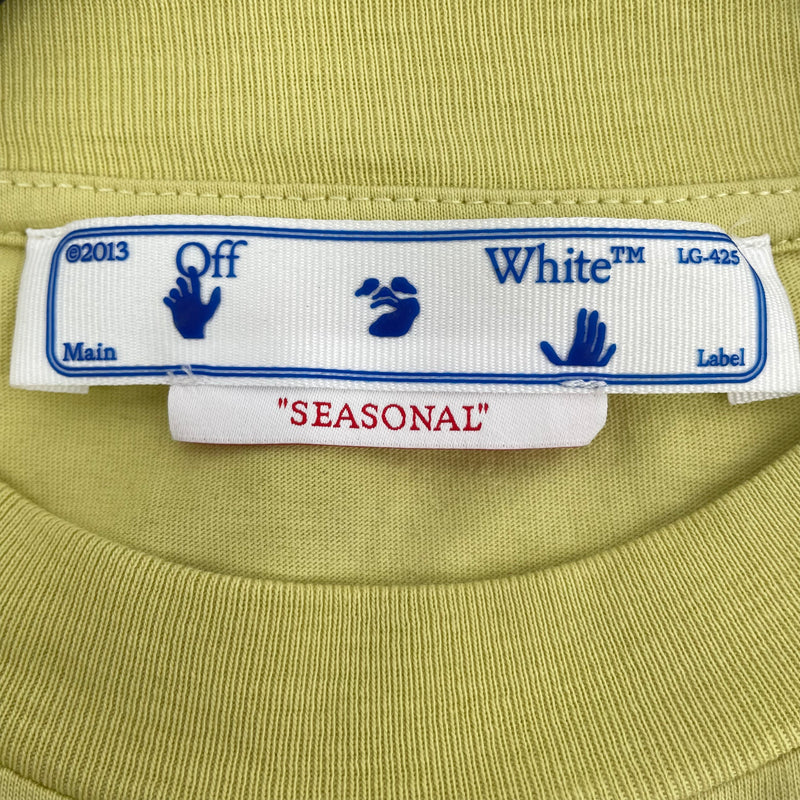 ©2013 Off White™ LG-425
Main Label
"SEASONAL"